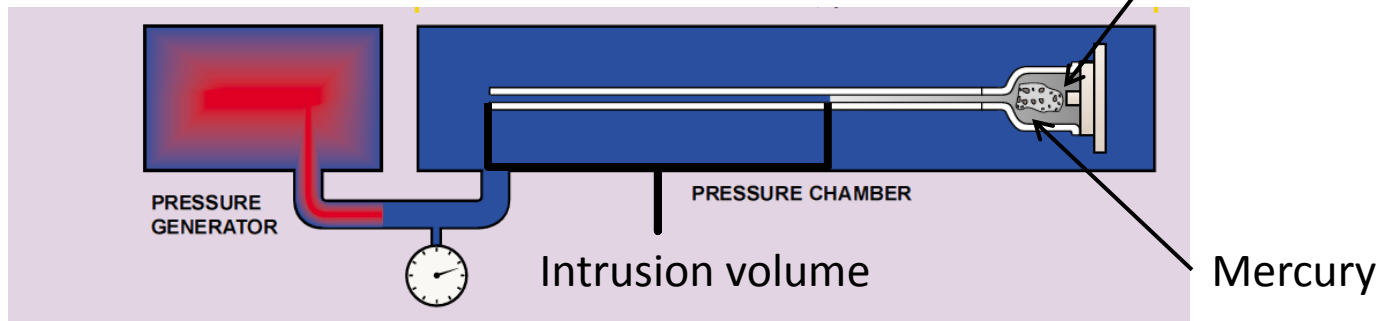 PRESSURE
GENERATOR
PRESSURE CHAMBER
Intrusion volume
Mercury